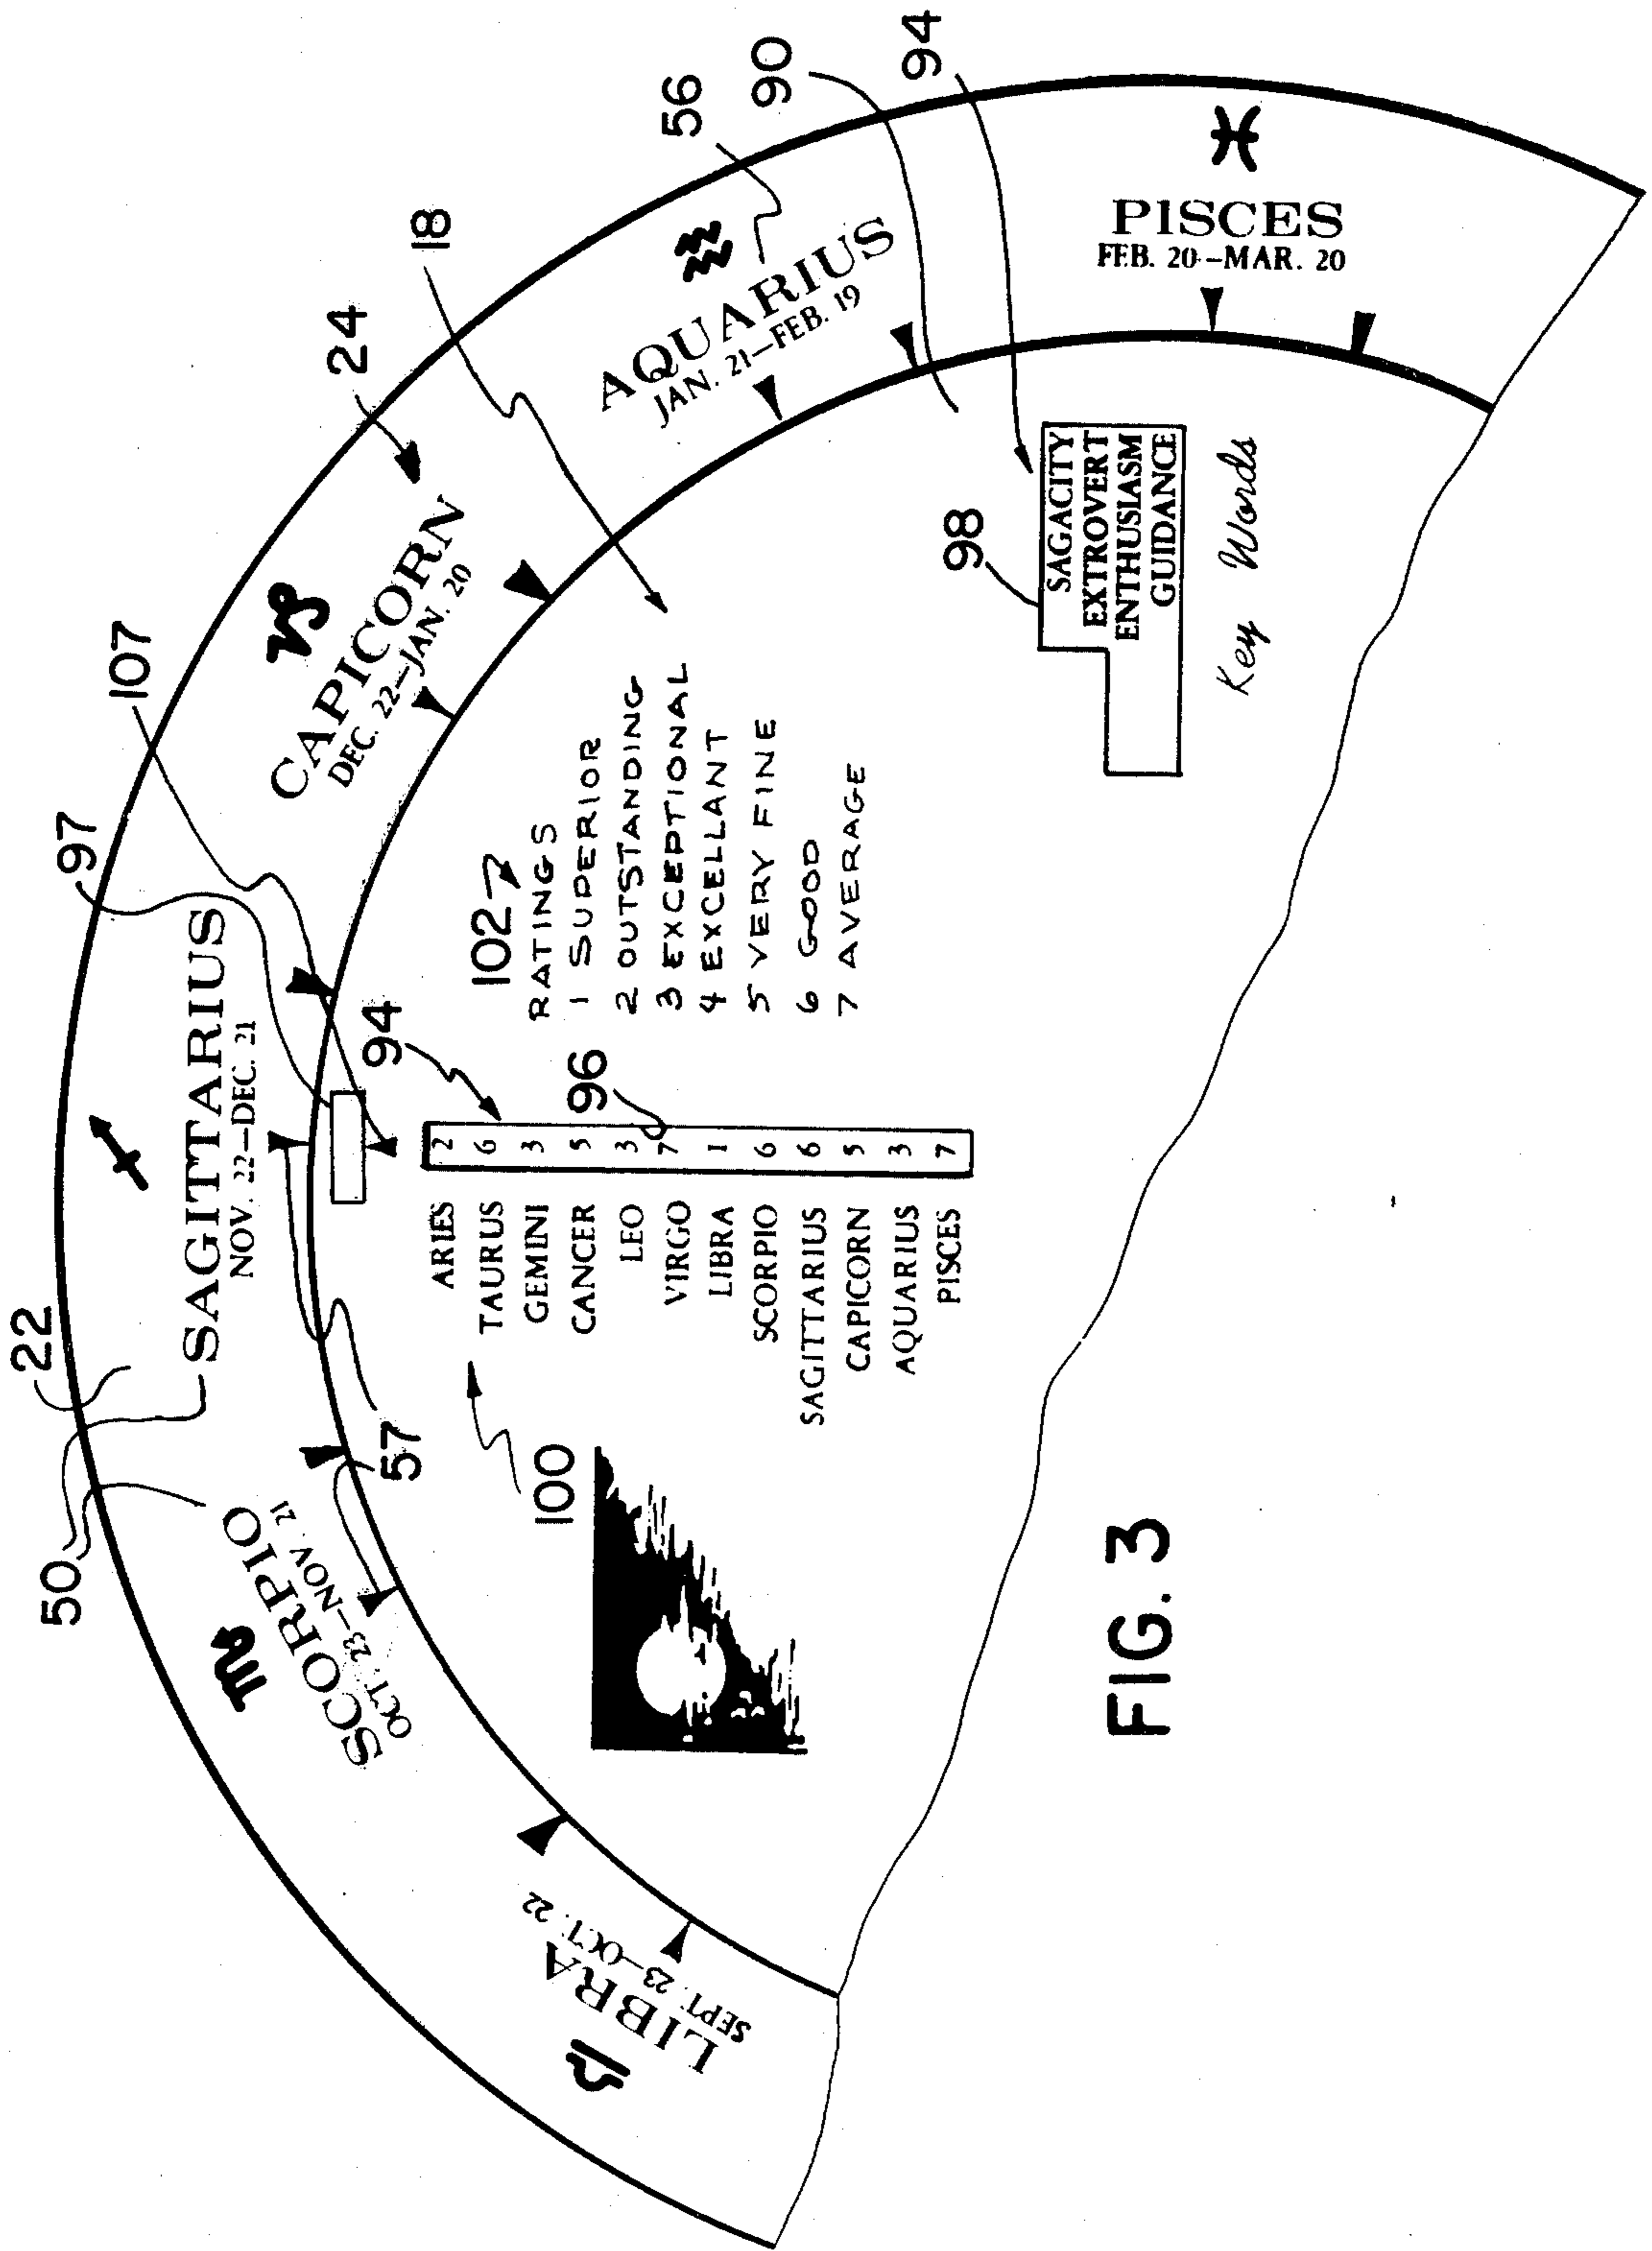 22
97
107
24
18
56
90
94
50
SAGITTARIUS
NOV. 22–DEC. 21
CAPICORN
DEC. 22–JAN. 20
AQUARIUS
JAN. 21–FEB. 19
PISCES
FEB. 20–MAR. 20
SCORPIO
OCT. 23–NOV. 21
LIBRA
SEPT. 23–OCT. 22
57
94
96
100
102
98
ARIES 2
TAURUS 6
GEMINI 3
CANCER 5
LEO 3
VIRGO 7
LIBRA 1
SCORPIO 6
SAGITTARIUS 6
CAPICORN 5
AQUARIUS 3
PISCES 7
RATINGS
1 SUPERIOR
2 OUTSTANDING
3 EXCEPTIONAL
4 EXCELLANT
5 VERY FINE
6 GOOD
7 AVERAGE
SAGACITY
EXTROVERT
ENTHUSIASM
GUIDANCE
Key Words
FIG. 3